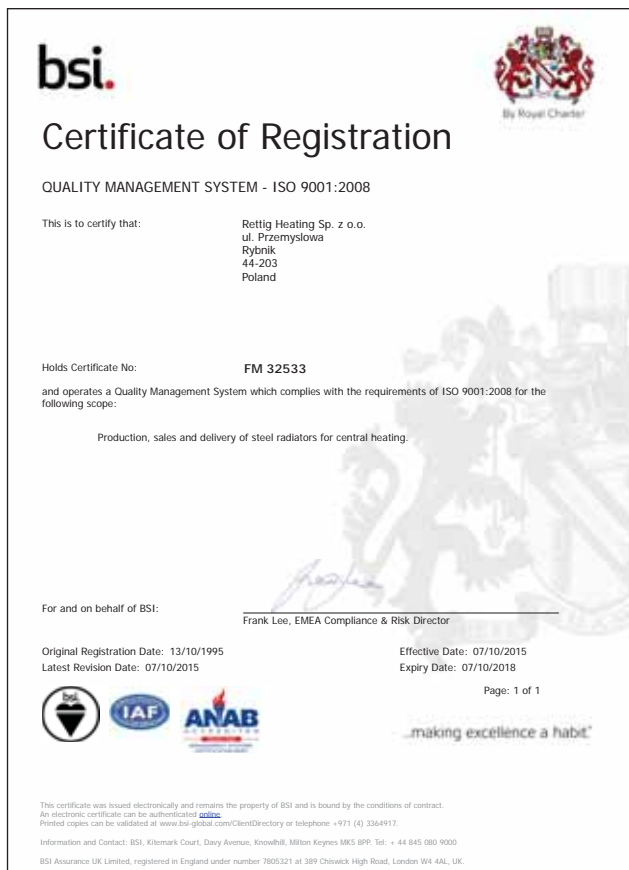 bsi.
By Royal Charter
Certificate of Registration
QUALITY MANAGEMENT SYSTEM - ISO 9001:2008
This is to certify that:
Rettig Heating Sp. z o.o.
ul. Przemyslowa
Rybnik
44-203
Poland
Holds Certificate No:
FM 32533
and operates a Quality Management System which complies with the requirements of ISO 9001:2008 for the
following scope:
Production, sales and delivery of steel radiators for central heating.
For and on behalf of BSI:
Frank Lee, EMEA Compliance & Risk Director
Original Registration Date: 13/10/1995
Effective Date: 07/10/2015
Latest Revision Date: 07/10/2015
Expiry Date: 07/10/2018
Page: 1 of 1
bsi.
IAF
ANAB
ACCREDITED
...making excellence a habit.™
This certificate was issued electronically and remains the property of BSI and is bound by the conditions of contract.
An electronic certificate can be authenticated online.
Printed copies can be validated at www.bsi-global.com/ClientDirectory or telephone +971 (4) 3364917.
Information and Contact: BSI, Kitemark Court, Davy Avenue, Knowlhill, Milton Keynes MK5 8PP. Tel: + 44 845 080 9000
BSI Assurance UK Limited, registered in England under number 7805321 at 389 Chiswick High Road, London W4 4AL, UK.